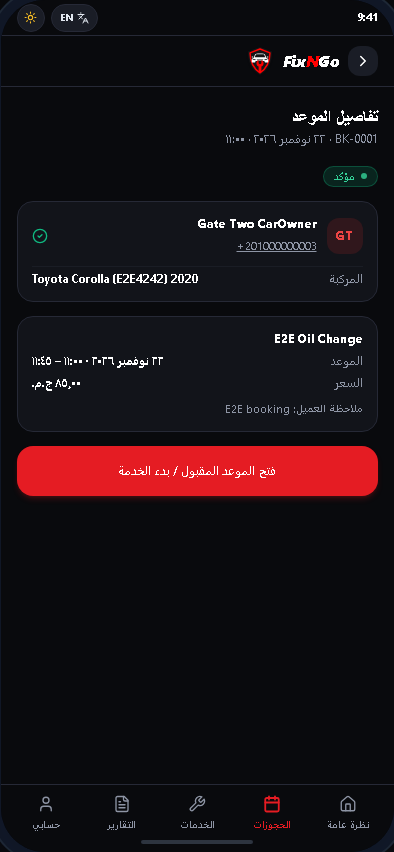 9:41
EN
FixNGo
تفاصيل الموعد
BK-0001 · ٢٢ نوفمبر ٢٠٢٦ · ١١:٠٠
مؤكد
GT
Gate Two CarOwner
+201000000003
المركبة
Toyota Corolla (E2E4242) 2020
E2E Oil Change
الموعد
٢٢ نوفمبر ٢٠٢٦ · ١١:٠٠ – ١١:٤٥
السعر
٨٥٫٠٠ ج.م.
ملاحظة العميل: E2E booking
فتح الموعد المقبول / بدء الخدمة
نظرة عامة
الحجوزات
الخدمات
التقارير
حسابي